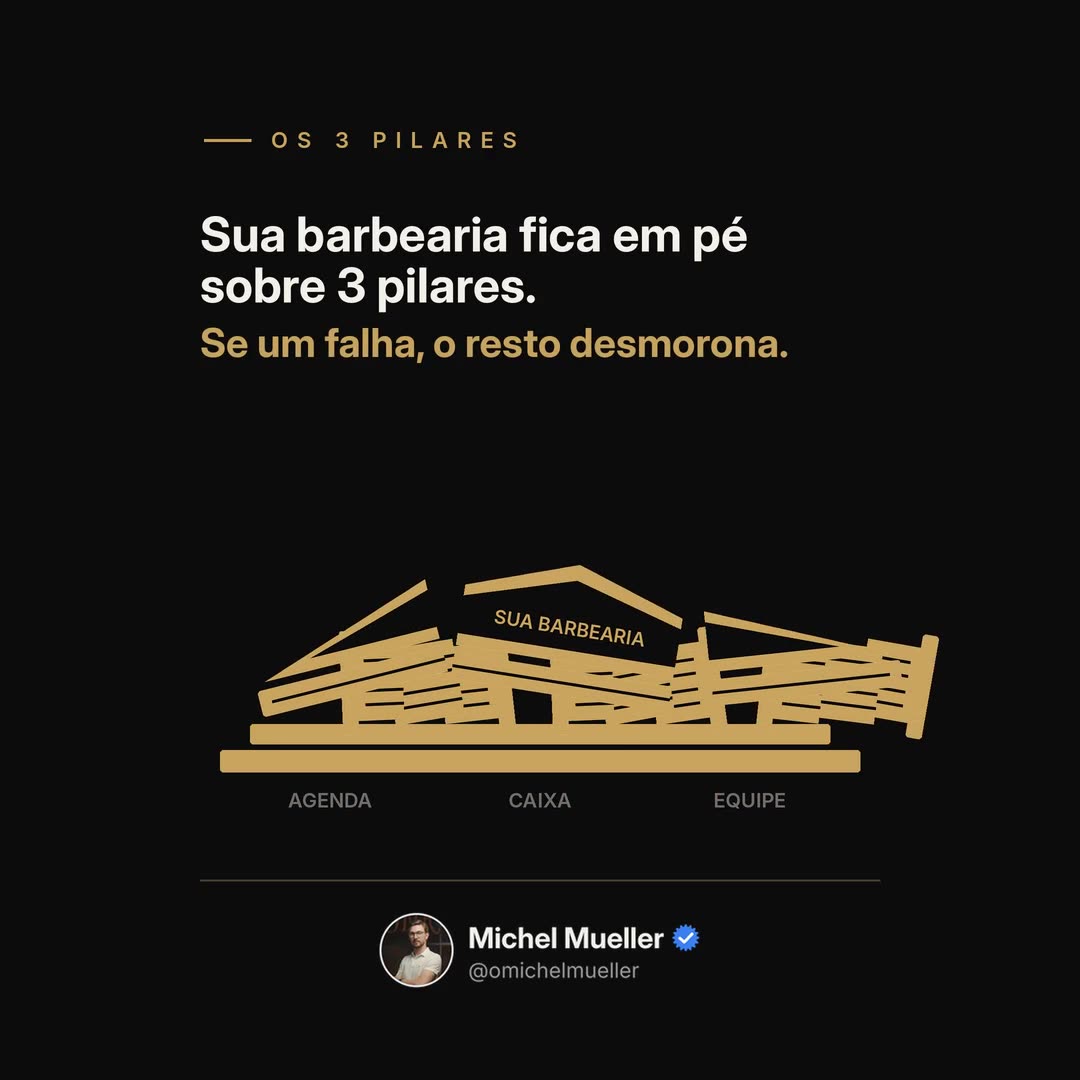 OS 3 PILARES
Sua barbearia fica em pé
sobre 3 pilares.
Se um falha, o resto desmorona.
SUA BARBEARIA
AGENDA CAIXA EQUIPE
Michel Mueller
@omichelmueller